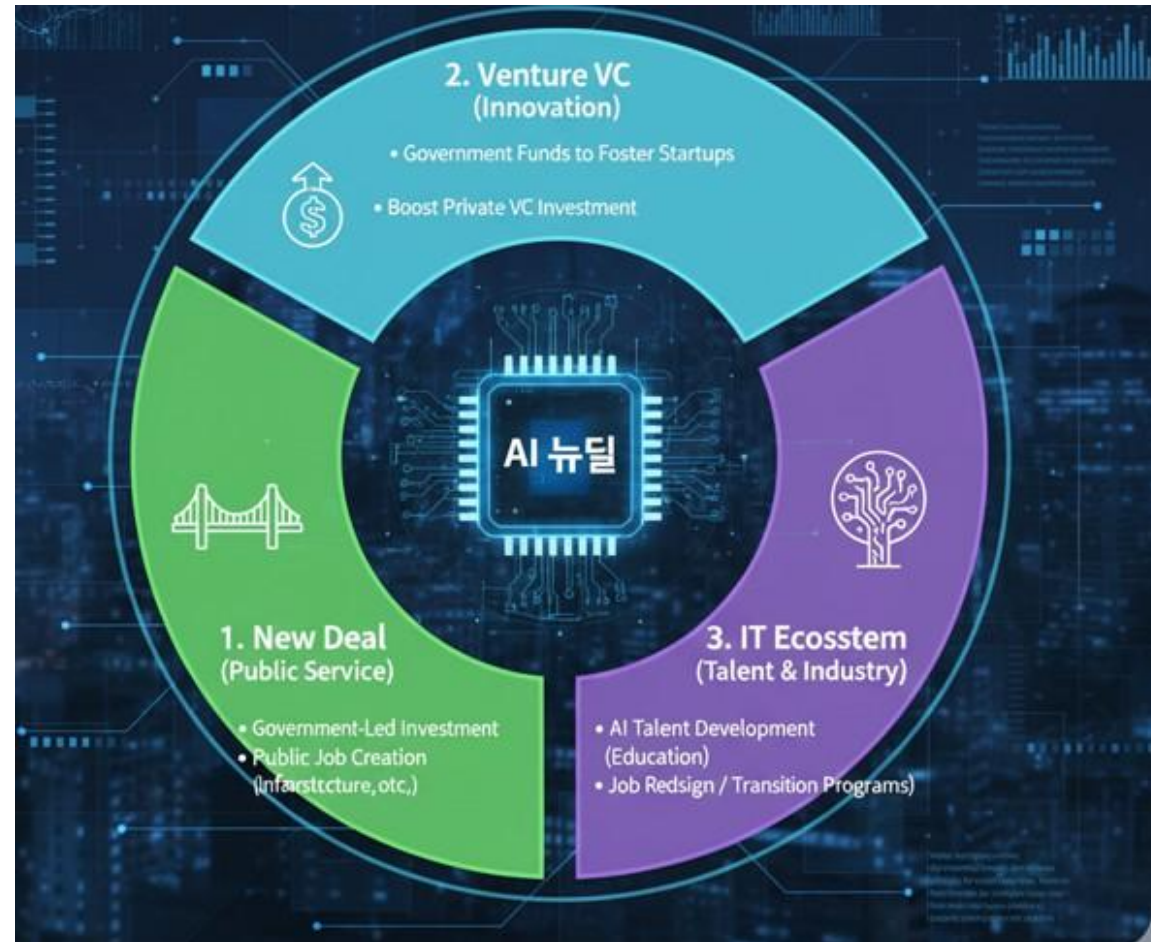 2. Venture VC
(Innovation)
• Government Funds to Foster Startups
• Boost Private VC Investment
$
AI 뉴딜
1. New Deal
(Public Service)
• Government-Led Investment
• Public Job Creation
(Infarstcture, otc,)
3. IT Ecosstem
(Talent & Industry)
• AI Talent Development
(Education)
• Job Redsign / Transition Programs)